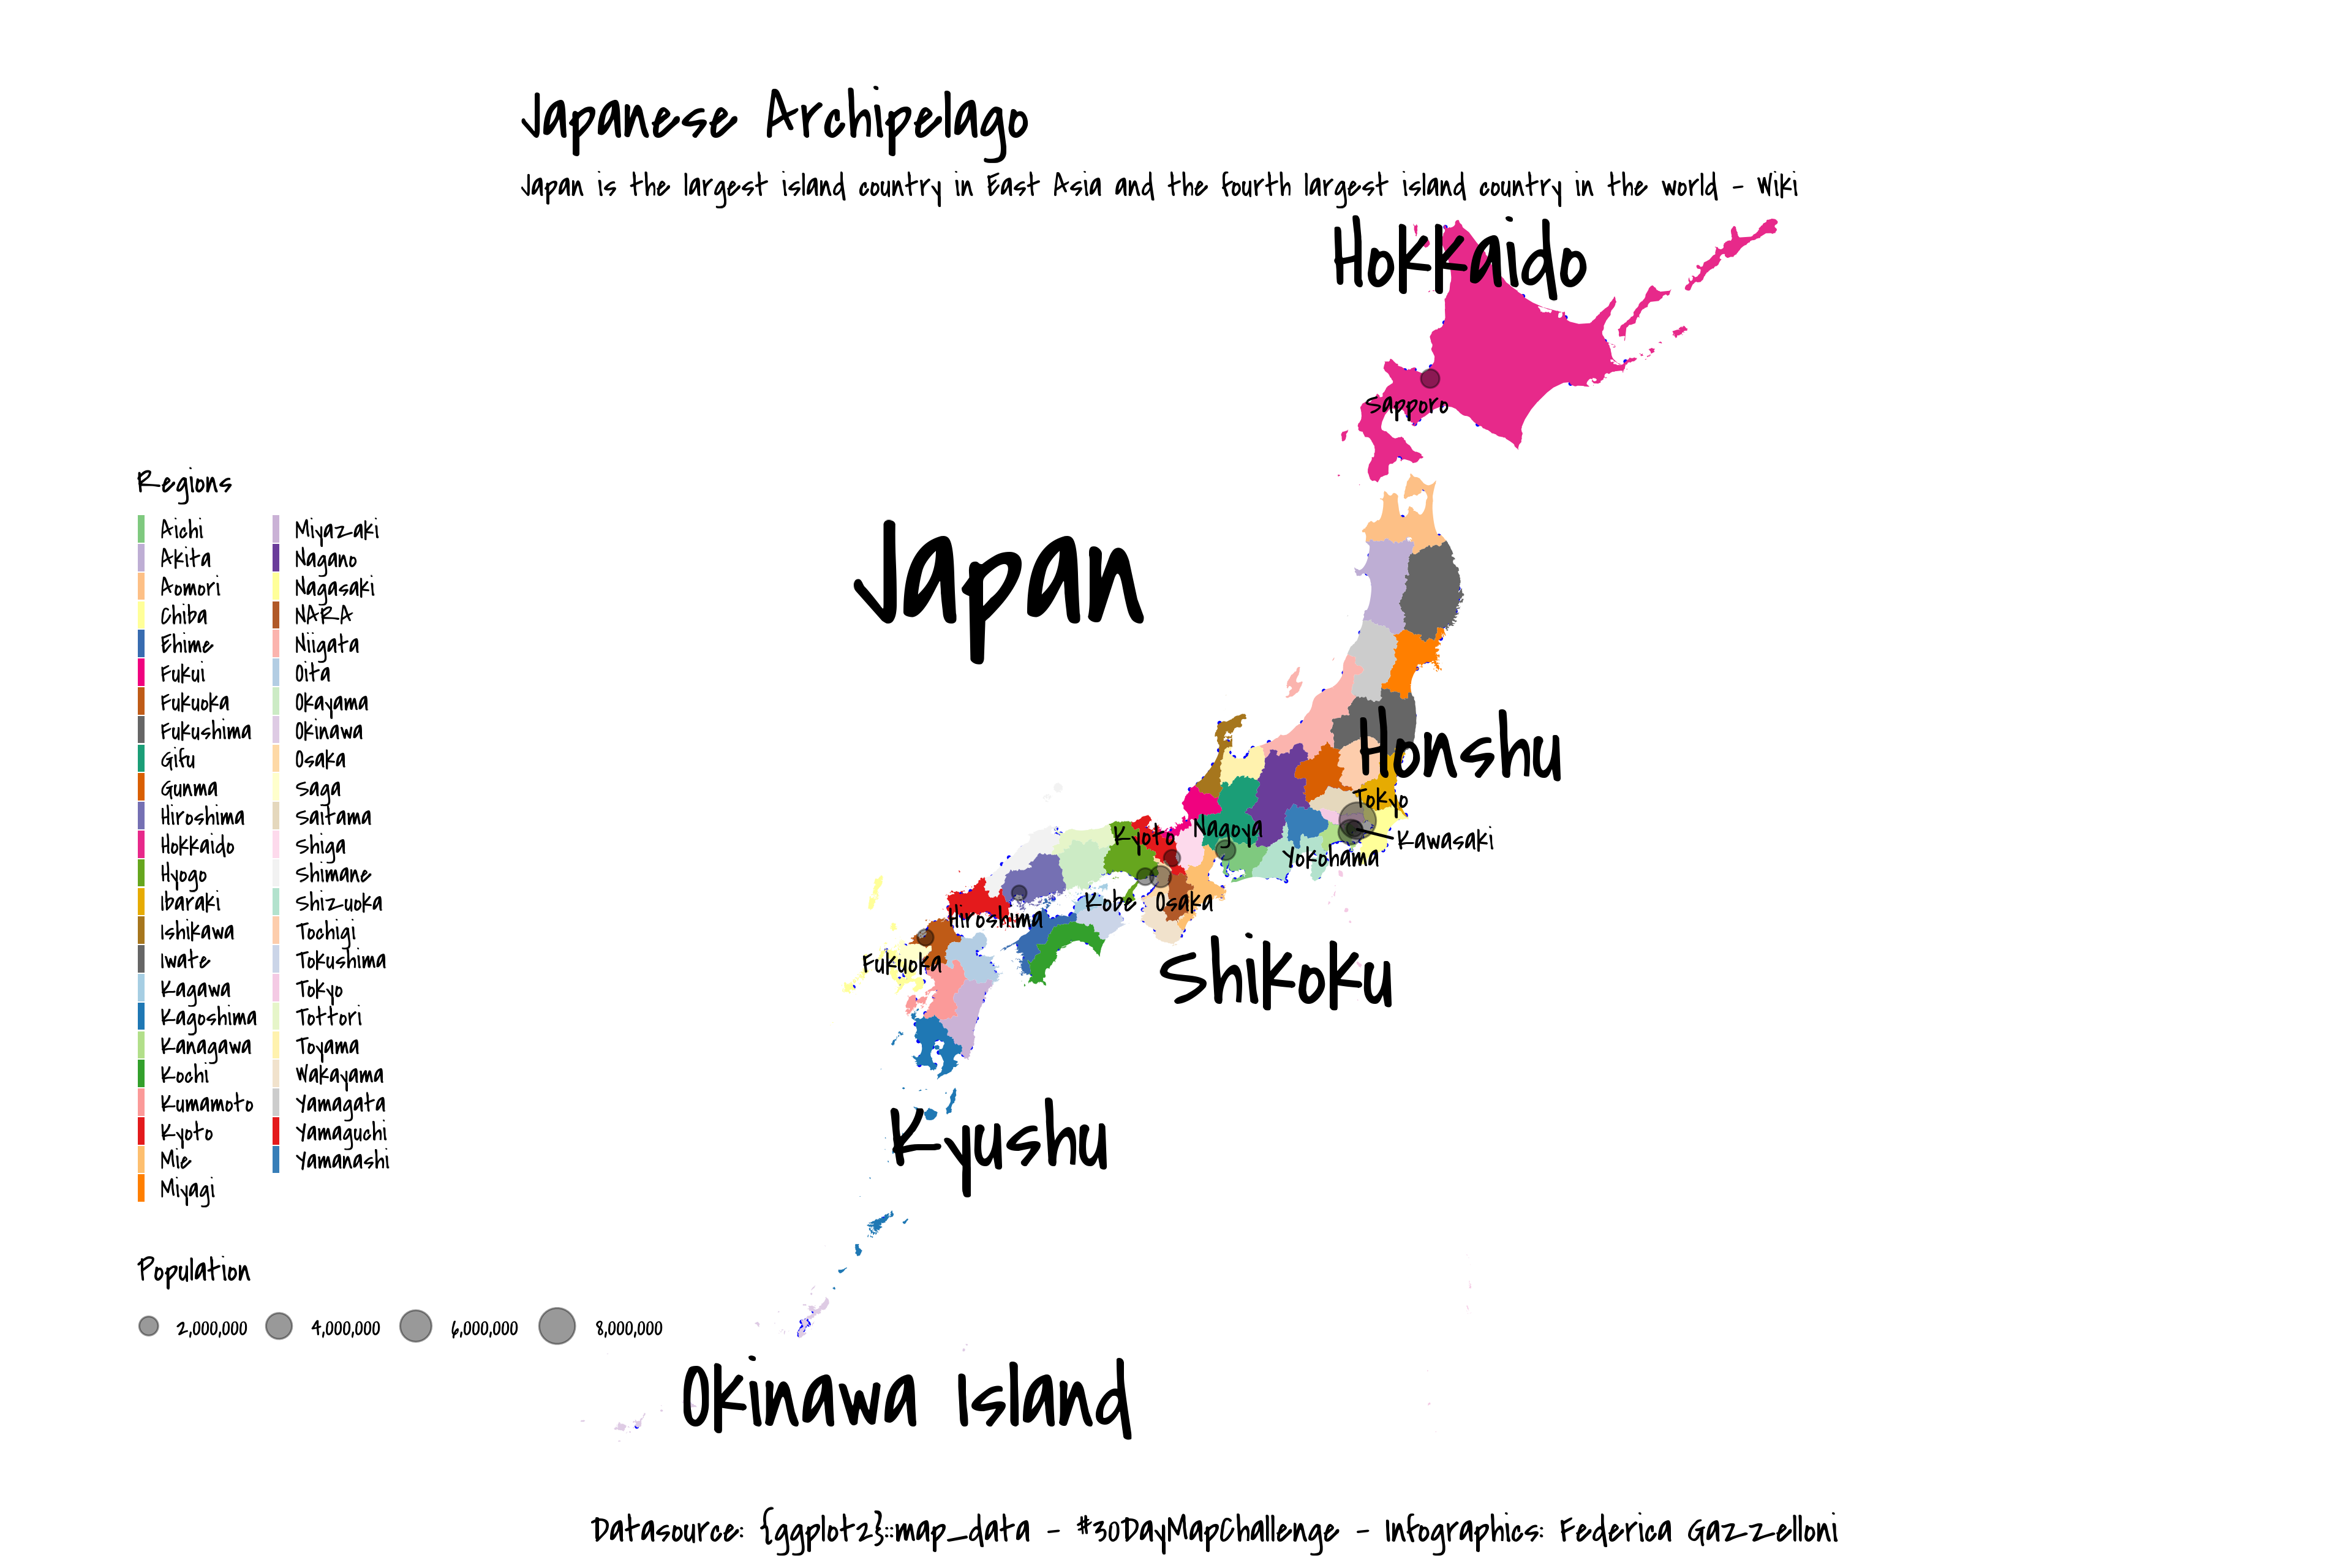 Japanese Archipelago
Japan is the largest island country in East Asia and the fourth largest island country in the world - Wiki
Hokkaido
Sapporo
Japan
Honshu
Tokyo
Kawasaki
Yokohama
Nagoya
Kyoto
Kobe
Osaka
Hiroshima
Fukuoka
Shikoku
Kyushu
Okinawa Island
Regions
Aichi
Akita
Aomori
Chiba
Ehime
Fukui
Fukuoka
Fukushima
Gifu
Gunma
Hiroshima
Hokkaido
Hyogo
Ibaraki
Ishikawa
Iwate
Kagawa
Kagoshima
Kanagawa
Kochi
Kumamoto
Kyoto
Mie
Miyagi
Miyazaki
Nagano
Nagasaki
NARA
Niigata
Oita
Okayama
Okinawa
Osaka
Saga
Saitama
Shiga
Shimane
Shizuoka
Tochigi
Tokushima
Tokyo
Tottori
Toyama
Wakayama
Yamagata
Yamaguchi
Yamanashi
Population
2,000,000 4,000,000 6,000,000 8,000,000
Datasource: {ggplot2}::map_data - #30DayMapChallenge - Infographics: Federica Gazzelloni